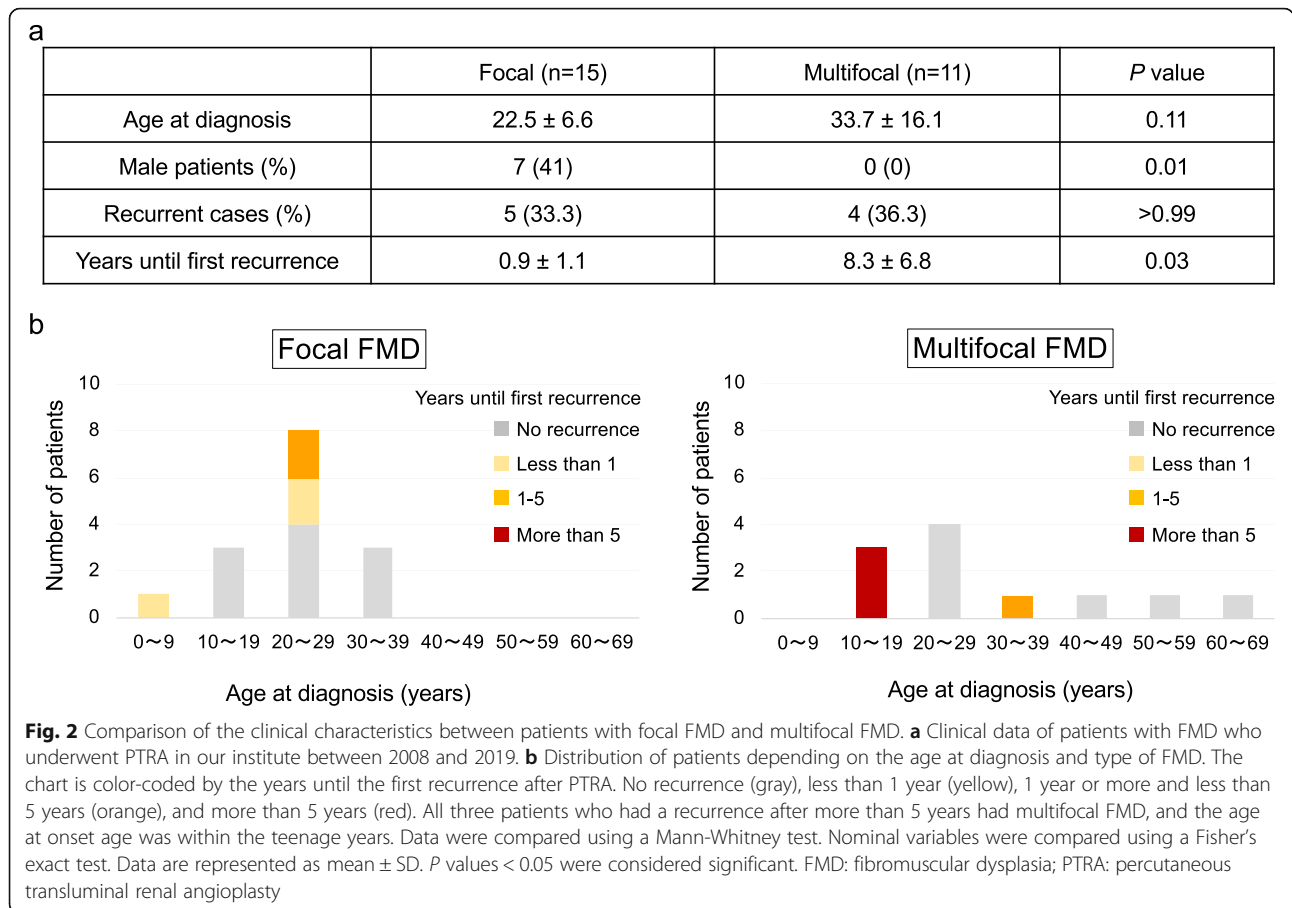 a
Focal (n=15) Multifocal (n=11) P value
Age at diagnosis 22.5 ± 6.6 33.7 ± 16.1 0.11
Male patients (%) 7 (41) 0 (0) 0.01
Recurrent cases (%) 5 (33.3) 4 (36.3) >0.99
Years until first recurrence 0.9 ± 1.1 8.3 ± 6.8 0.03
b
Focal FMD
Number of patients
10
8
6
4
2
0
Years until first recurrence
No recurrence
Less than 1
1-5
More than 5
0〜9 10〜19 20〜29 30〜39 40〜49 50〜59 60〜69
Age at diagnosis (years)
Multifocal FMD
Number of patients
10
8
6
4
2
0
Years until first recurrence
No recurrence
Less than 1
1-5
More than 5
0〜9 10〜19 20〜29 30〜39 40〜49 50〜59 60〜69
Age at diagnosis (years)
Fig. 2 Comparison of the clinical characteristics between patients with focal FMD and multifocal FMD. a Clinical data of patients with FMD who
underwent PTRA in our institute between 2008 and 2019. b Distribution of patients depending on the age at diagnosis and type of FMD. The
chart is color-coded by the years until the first recurrence after PTRA. No recurrence (gray), less than 1 year (yellow), 1 year or more and less than
5 years (orange), and more than 5 years (red). All three patients who had a recurrence after more than 5 years had multifocal FMD, and the age
at onset age was within the teenage years. Data were compared using a Mann-Whitney test. Nominal variables were compared using a Fisher's
exact test. Data are represented as mean ± SD. P values < 0.05 were considered significant. FMD: fibromuscular dysplasia; PTRA: percutaneous
transluminal renal angioplasty